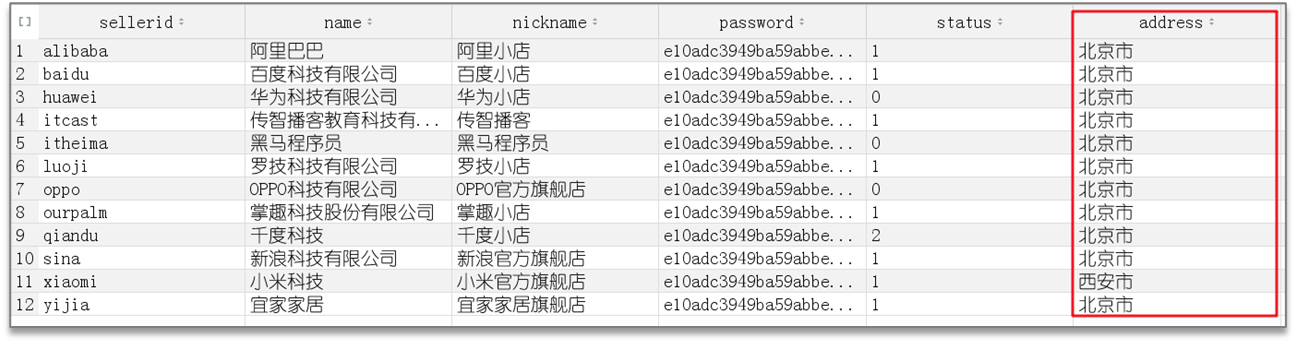 sellerid name nickname password status address
1 alibaba 阿里巴巴 阿里小店 e10adc3949ba59abbe... 1 北京市
2 baidu 百度科技有限公司 百度小店 e10adc3949ba59abbe... 1 北京市
3 huawei 华为科技有限公司 华为小店 e10adc3949ba59abbe... 0 北京市
4 itcast 传智播客教育科技有... 传智播客 e10adc3949ba59abbe... 1 北京市
5 itheima 黑马程序员 黑马程序员 e10adc3949ba59abbe... 0 北京市
6 luoji 罗技科技有限公司 罗技小店 e10adc3949ba59abbe... 1 北京市
7 oppo OPPO科技有限公司 OPPO官方旗舰店 e10adc3949ba59abbe... 0 北京市
8 ourpalm 掌趣科技股份有限公司 掌趣小店 e10adc3949ba59abbe... 1 北京市
9 qiandu 千度科技 千度小店 e10adc3949ba59abbe... 2 北京市
10 sina 新浪科技有限公司 新浪官方旗舰店 e10adc3949ba59abbe... 1 北京市
11 xiaomi 小米科技 小米官方旗舰店 e10adc3949ba59abbe... 1 西安市
12 yijia 宜家家居 宜家家居旗舰店 e10adc3949ba59abbe... 1 北京市